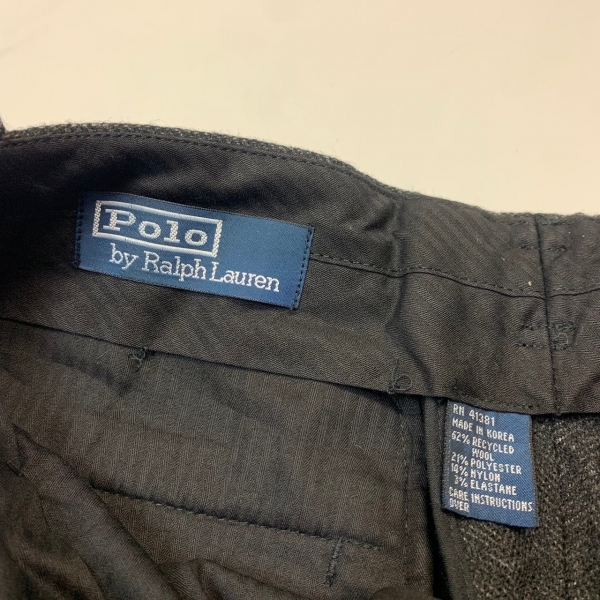 Polo
by Ralph Lauren
RN 41381
MADE IN KOREA
62% RECYCLED
WOOL
21% POLYESTER
14% NYLON
3% ELASTANE
CARE INSTRUCTIONS
OVER